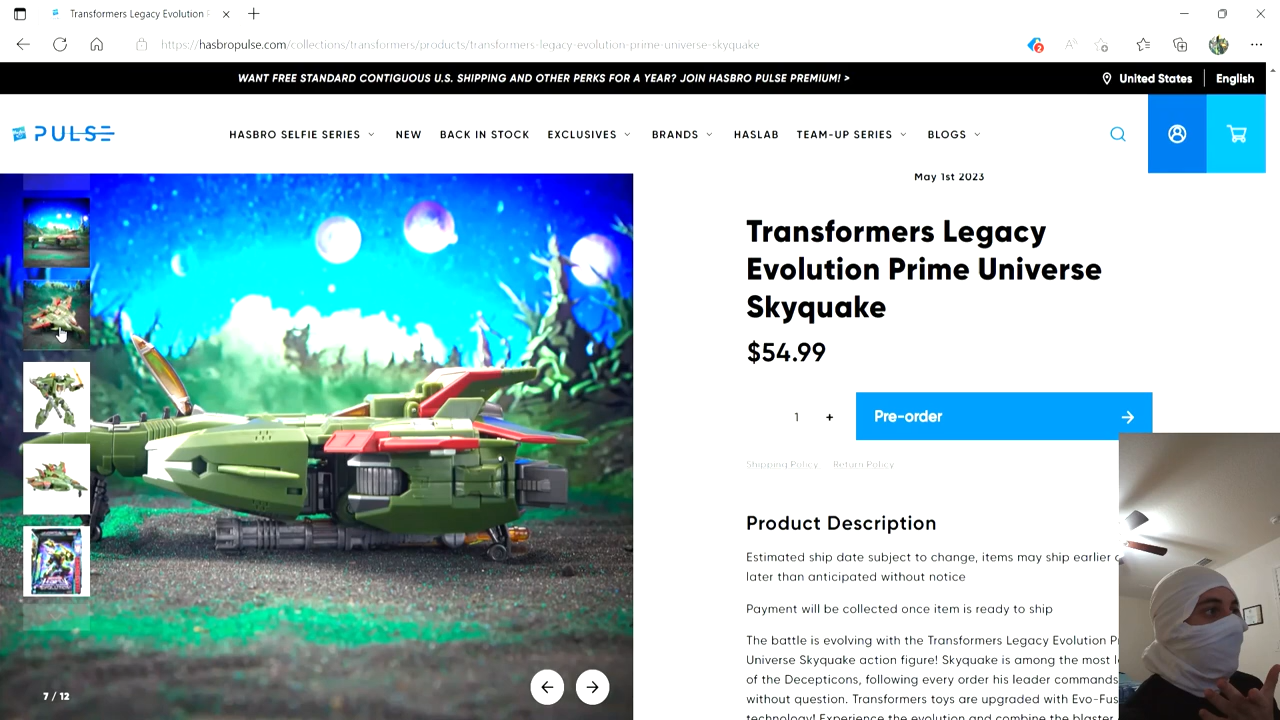 Transformers Legacy Evolution P
https://hasbropulse.com/collections/transformers/products/transformers-legacy-evolution-prime-universe-skyquake
2
WANT FREE STANDARD CONTIGUOUS U.S. SHIPPING AND OTHER PERKS FOR A YEAR? JOIN HASBRO PULSE PREMIUM! >
United States
English
PULSE
HASBRO SELFIE SERIES
NEW
BACK IN STOCK
EXCLUSIVES
BRANDS
HASLAB
TEAM-UP SERIES
BLOGS
May 1st 2023
Transformers Legacy
Evolution Prime Universe
Skyquake
$54.99
1 +
Pre-order
Shipping Policy
Return Policy
Product Description
Estimated ship date subject to change, items may ship earlier
later than anticipated without notice
Payment will be collected once item is ready to ship
The battle is evolving with the Transformers Legacy Evolution P
Universe Skyquake action figure! Skyquake is among the most l
of the Decepticons, following every order his leader commands
without question. Transformers toys are upgraded with Evo-Fus
technology! Experience the evolution and combine the blaster
7 / 12